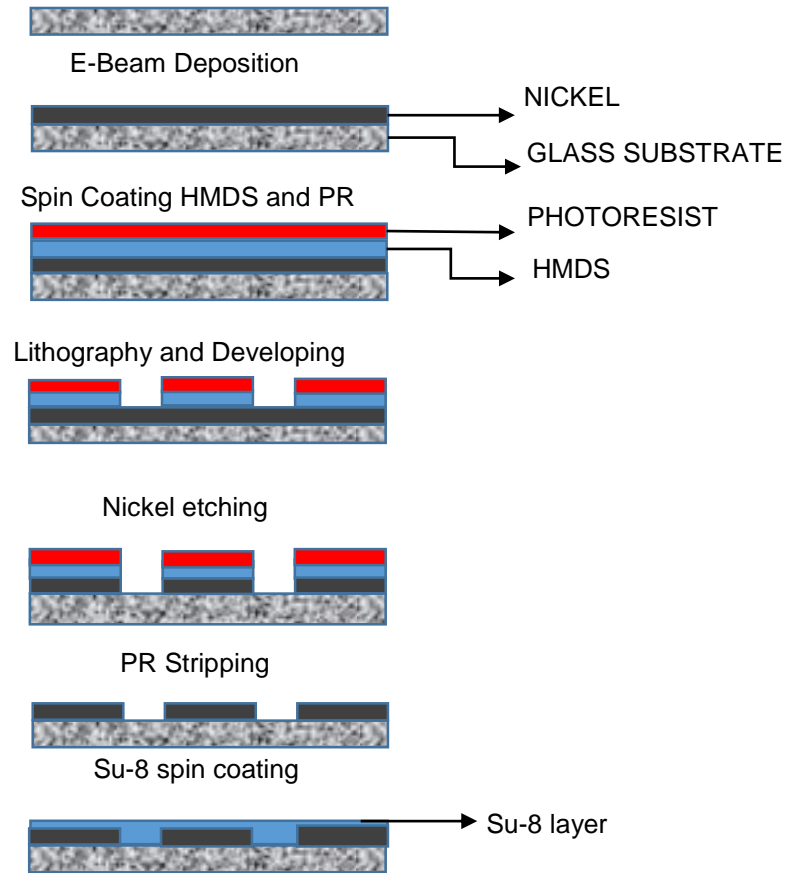 E-Beam Deposition
NICKEL
GLASS SUBSTRATE
Spin Coating HMDS and PR
PHOTORESIST
HMDS
Lithography and Developing
Nickel etching
PR Stripping
Su-8 spin coating
Su-8 layer